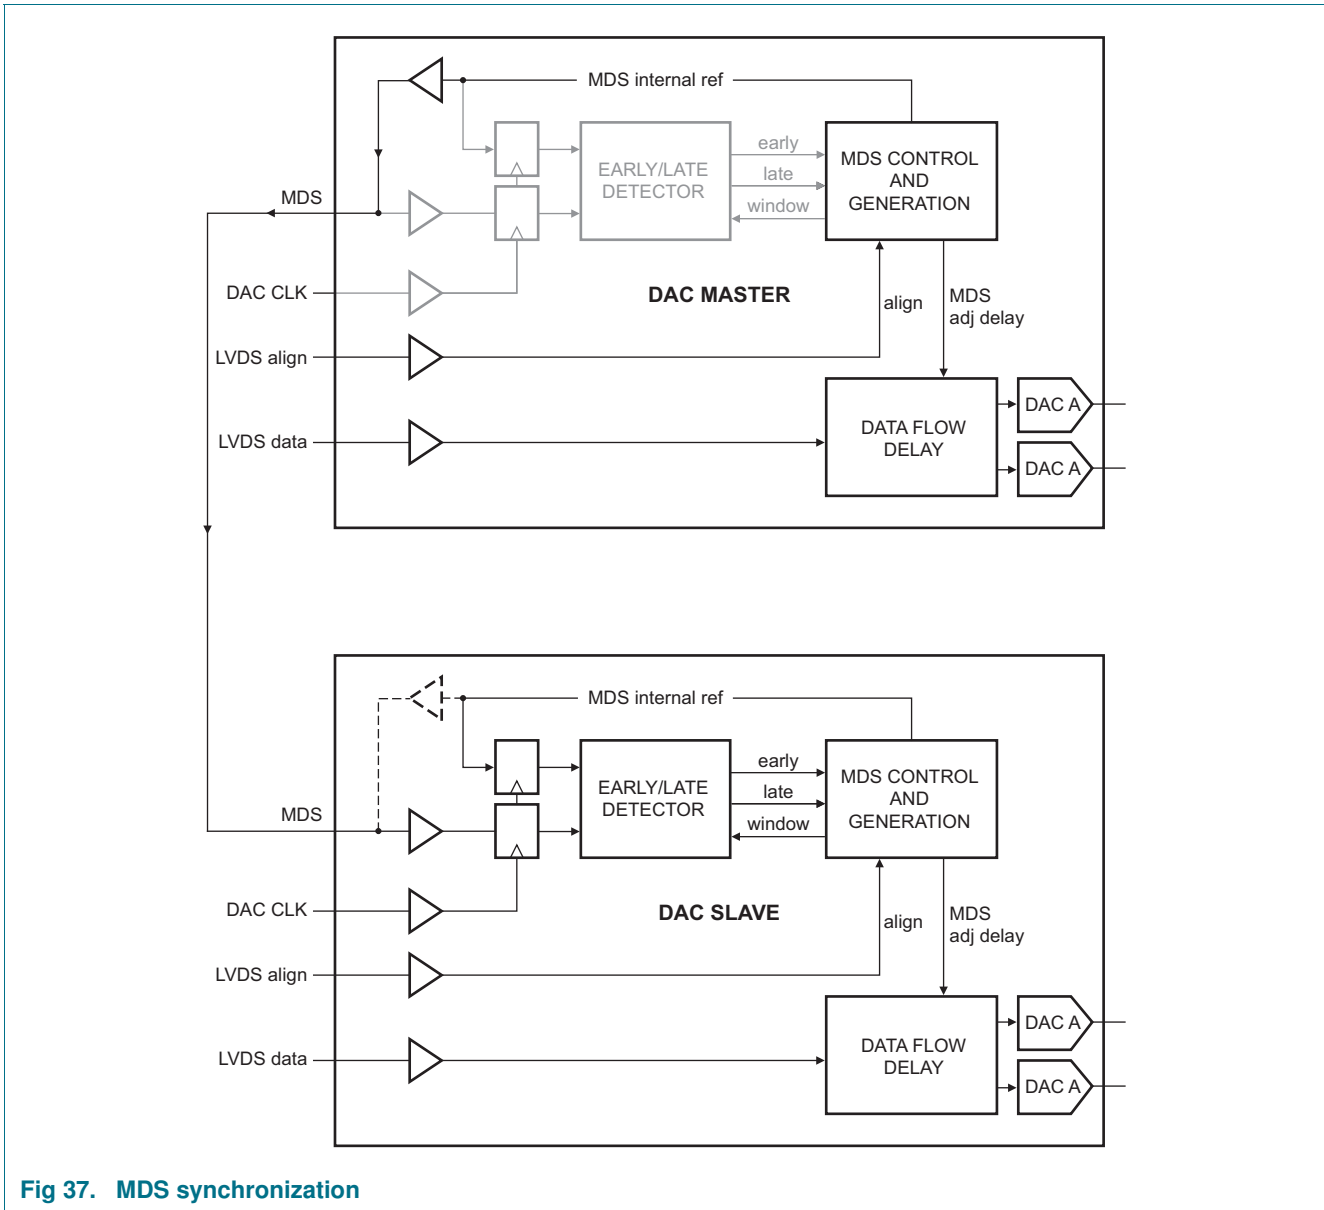 MDS internal ref
early
late
window
EARLY/LATE
DETECTOR
MDS CONTROL
AND
GENERATION
MDS
DAC CLK
DAC MASTER
align
MDS
adj delay
LVDS align
LVDS data
DATA FLOW
DELAY
DAC A
DAC A
MDS internal ref
early
late
window
EARLY/LATE
DETECTOR
MDS CONTROL
AND
GENERATION
MDS
DAC CLK
DAC SLAVE
align
MDS
adj delay
LVDS align
LVDS data
DATA FLOW
DELAY
DAC A
DAC A
Fig 37. MDS synchronization